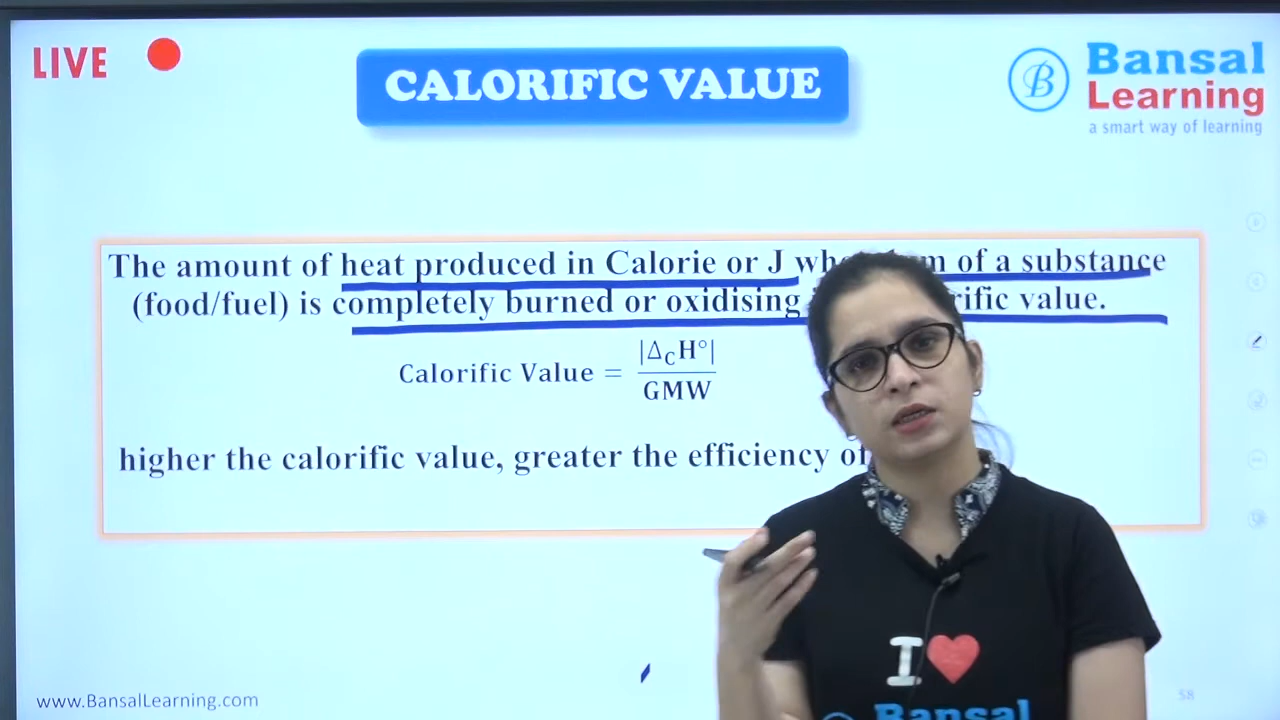 LIVE
CALORIFIC VALUE
B Bansal
Learning
a smart way of learning
The amount of heat produced in Calorie or J of a substance
(food/fuel) is completely burned or oxidising value.
Calorific Value = |ΔCH°| / GMW
higher the calorific value, greater the efficiency of
I ♥
Bansal
www.BansalLearning.com
58